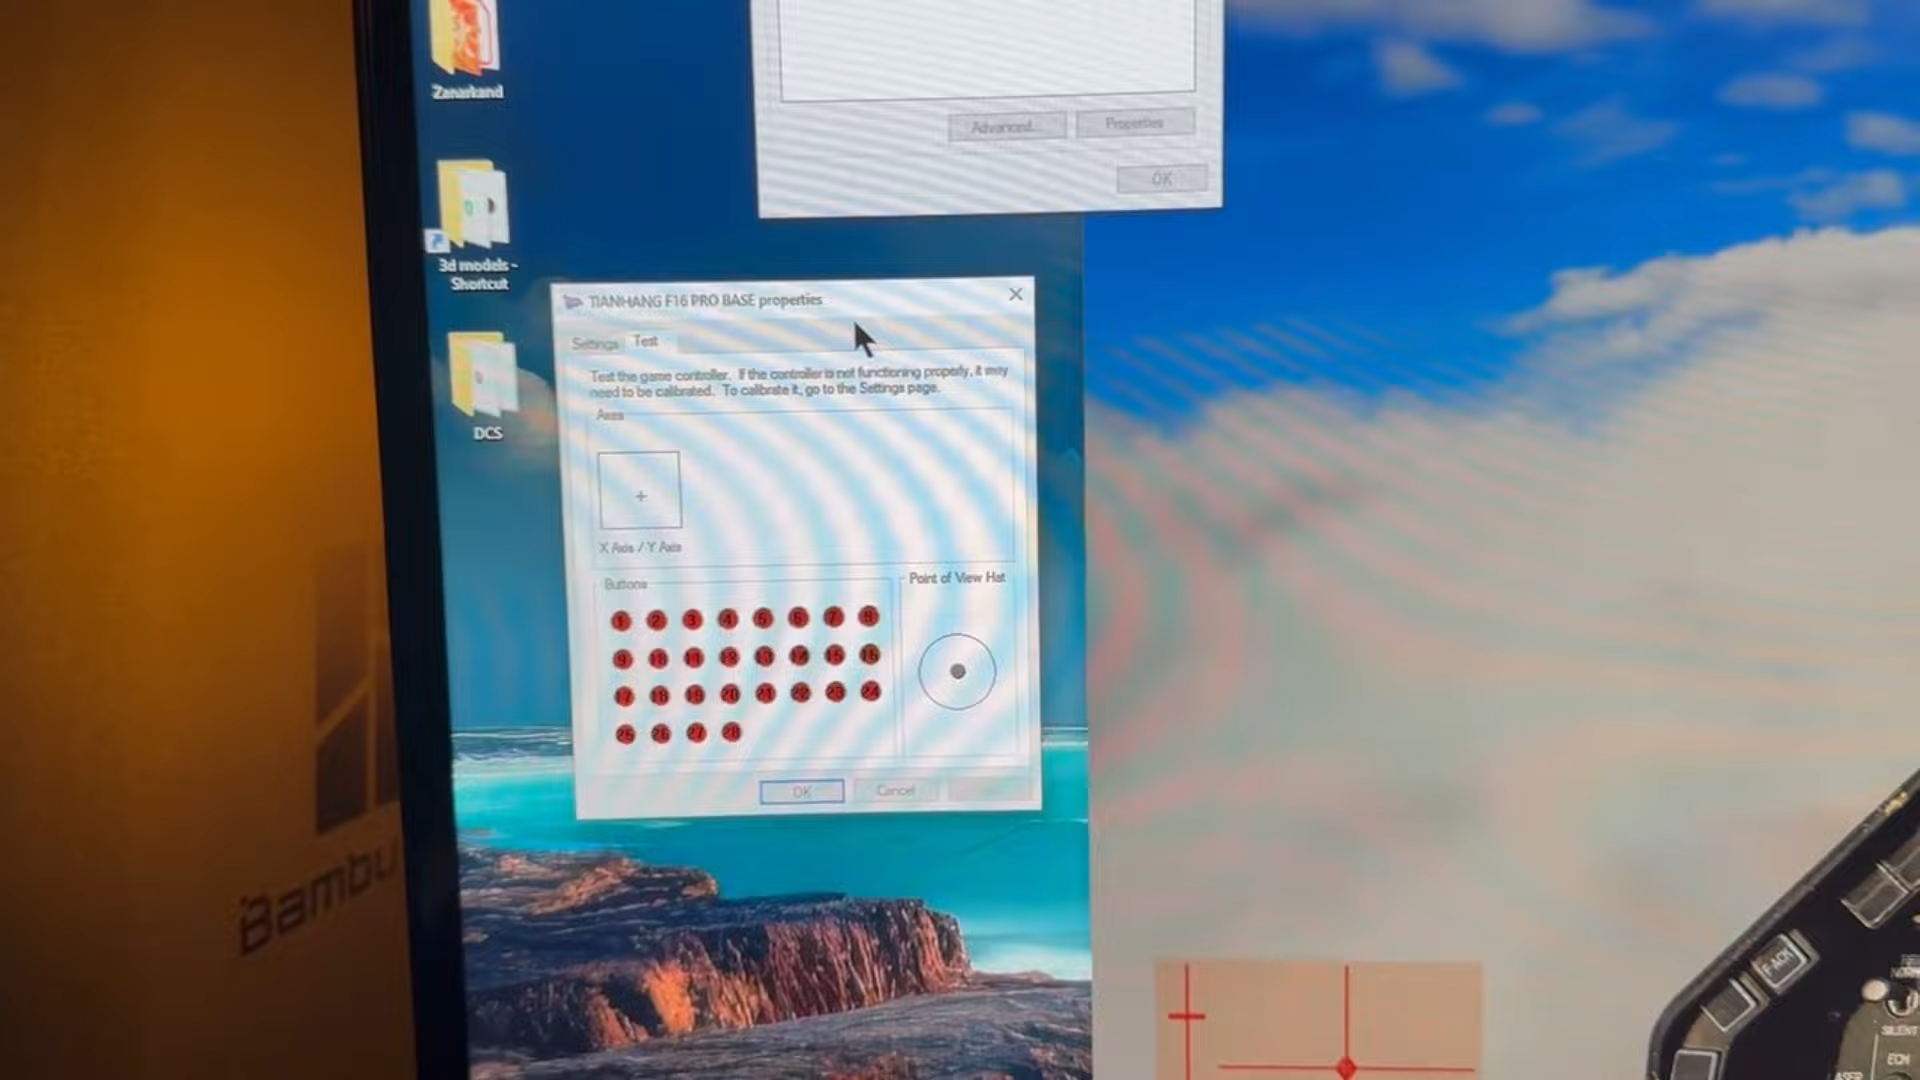 Zanarkand
Advanced...
Properties
OK
3d models -
Shortcut
TIANHANG F16 PRO BASE properties
Settings
Test
Test the game controller. If the controller is not functioning properly, it may
need to be calibrated. To calibrate it, go to the Settings page.
DCS
Axes
X Axis / Y Axis
Buttons
Point of View Hat
1 2 3 4 5 6 7 8
9 10 11 12 13 14 15 16
17 18 19 20 21 22 23 24
25 26 27 28
OK
Cancel
Bambu
F-ACK
SILENT
ECM